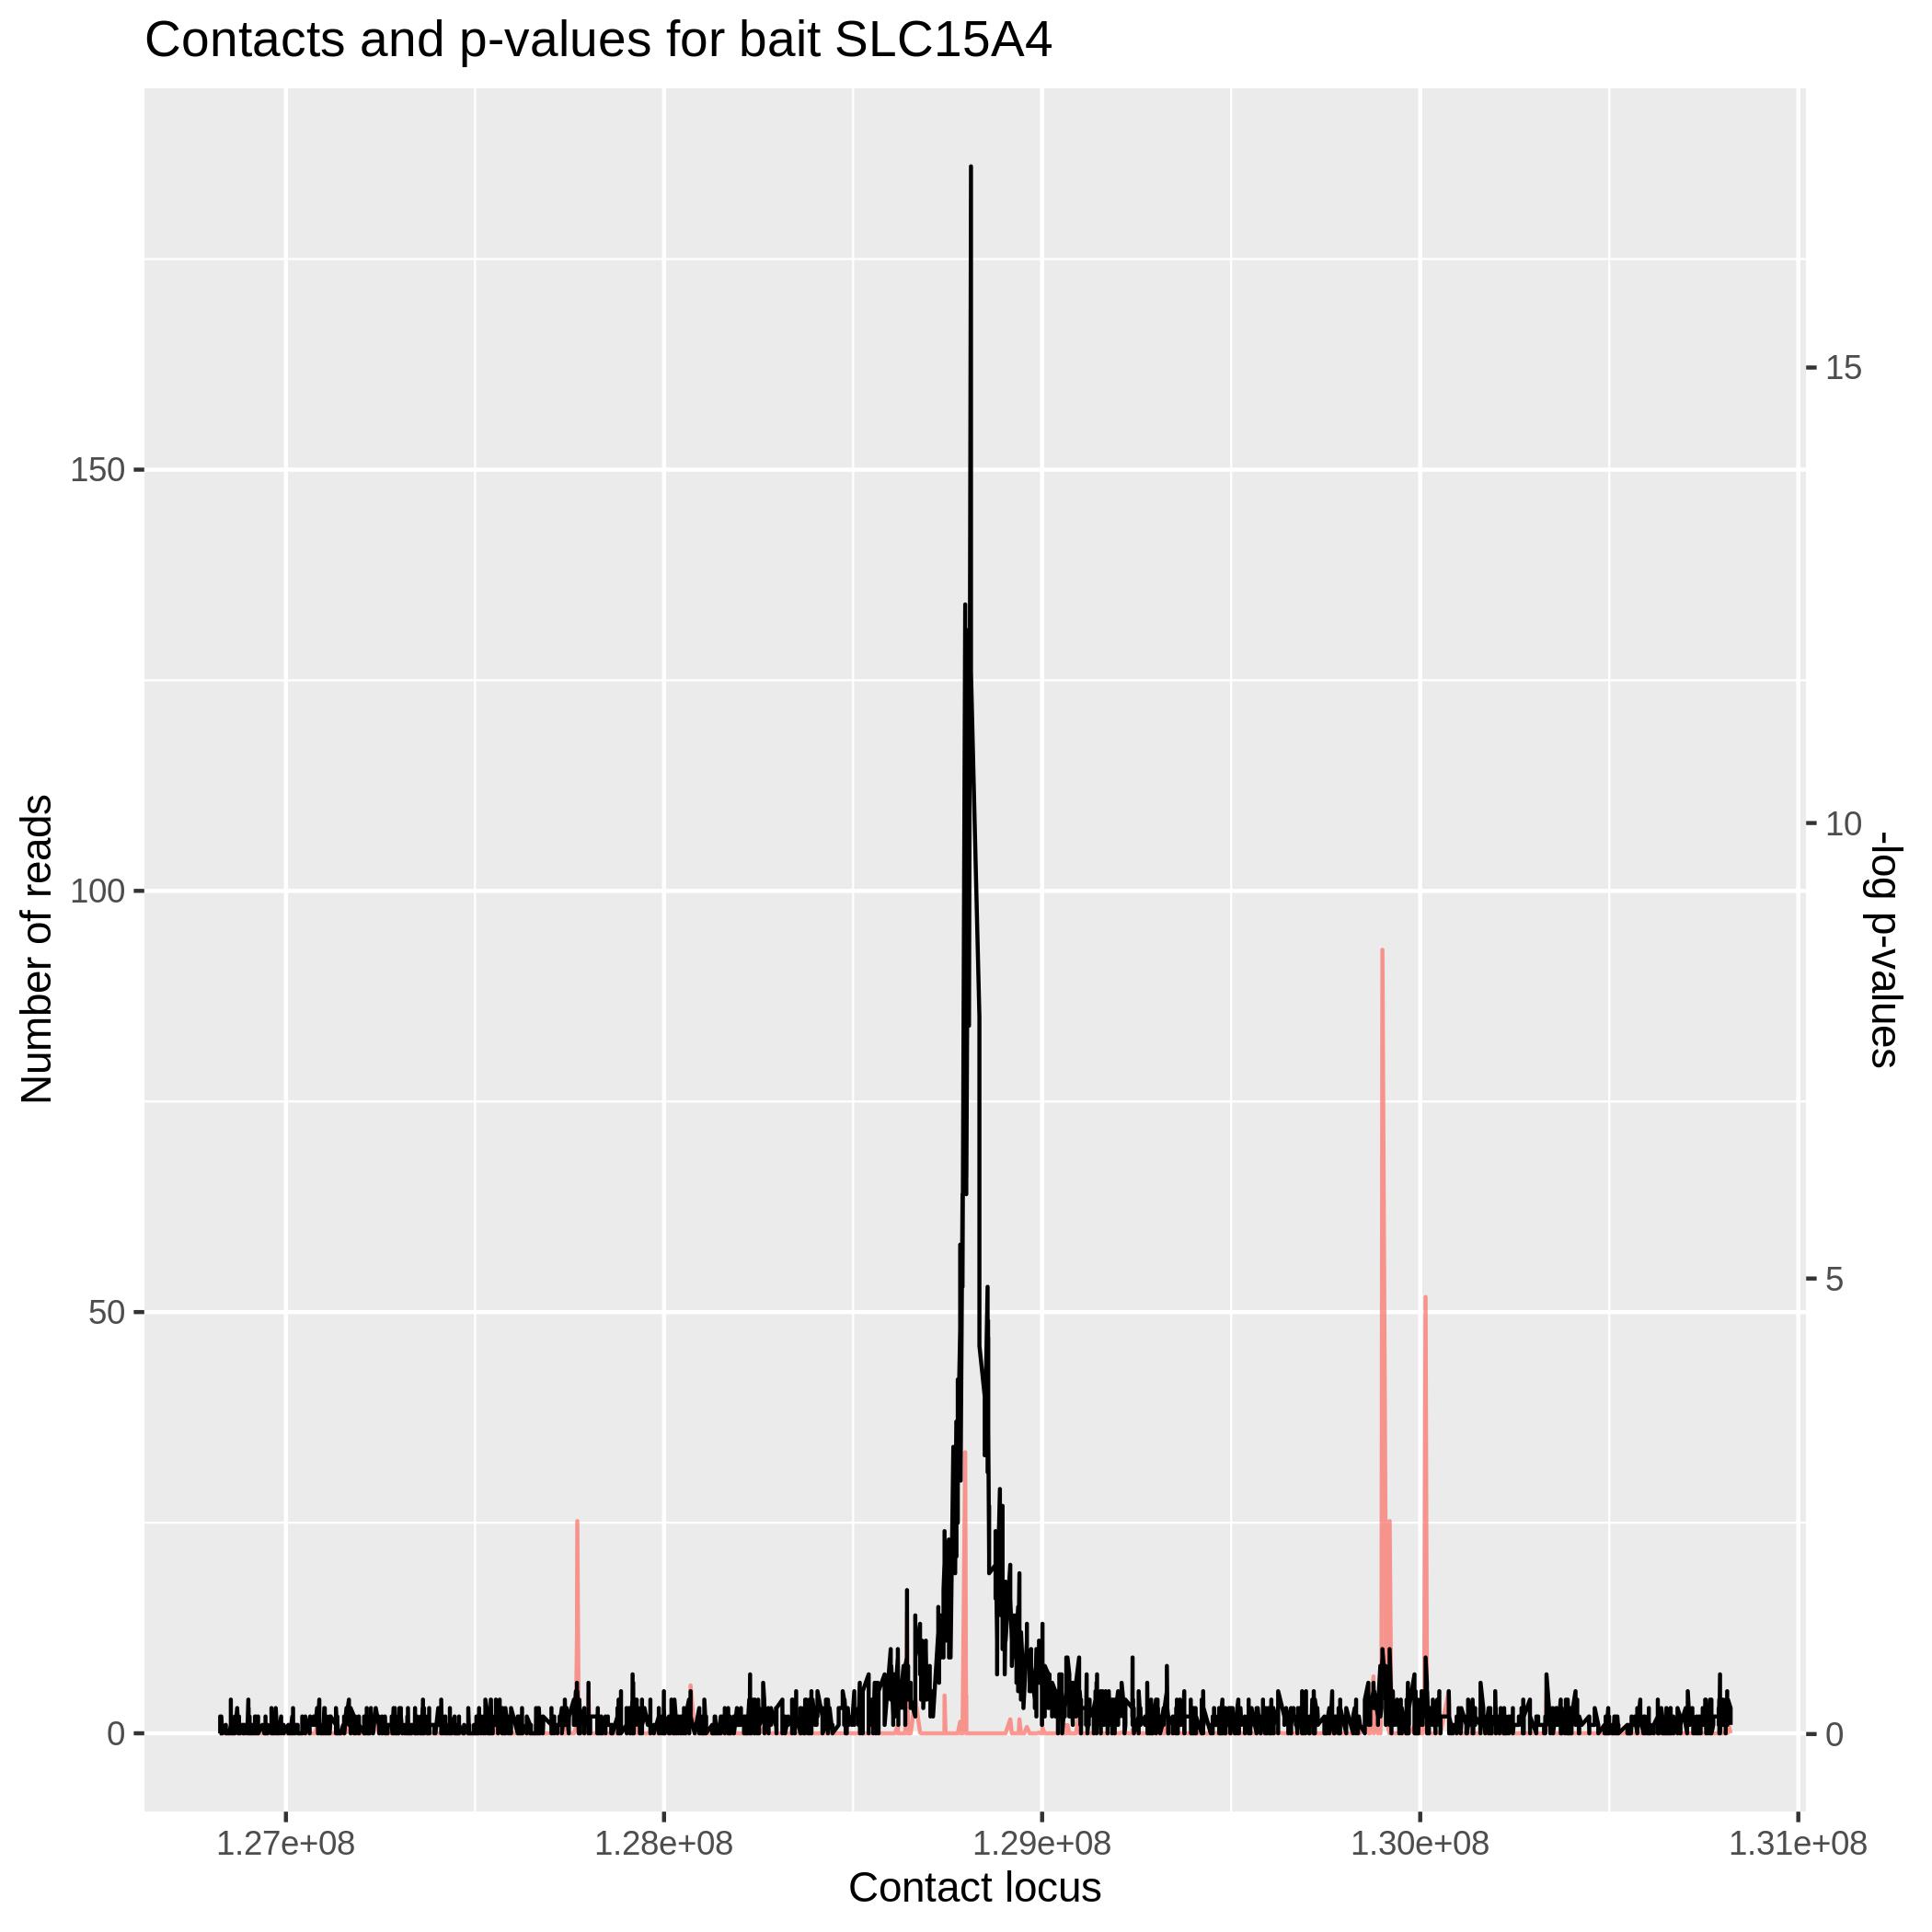 Contacts and p-values for bait SLC15A4
Number of reads
150
100
50
0
15
10
5
0
-log p-values
1.27e+08
1.28e+08
1.29e+08
1.30e+08
1.31e+08
Contact locus